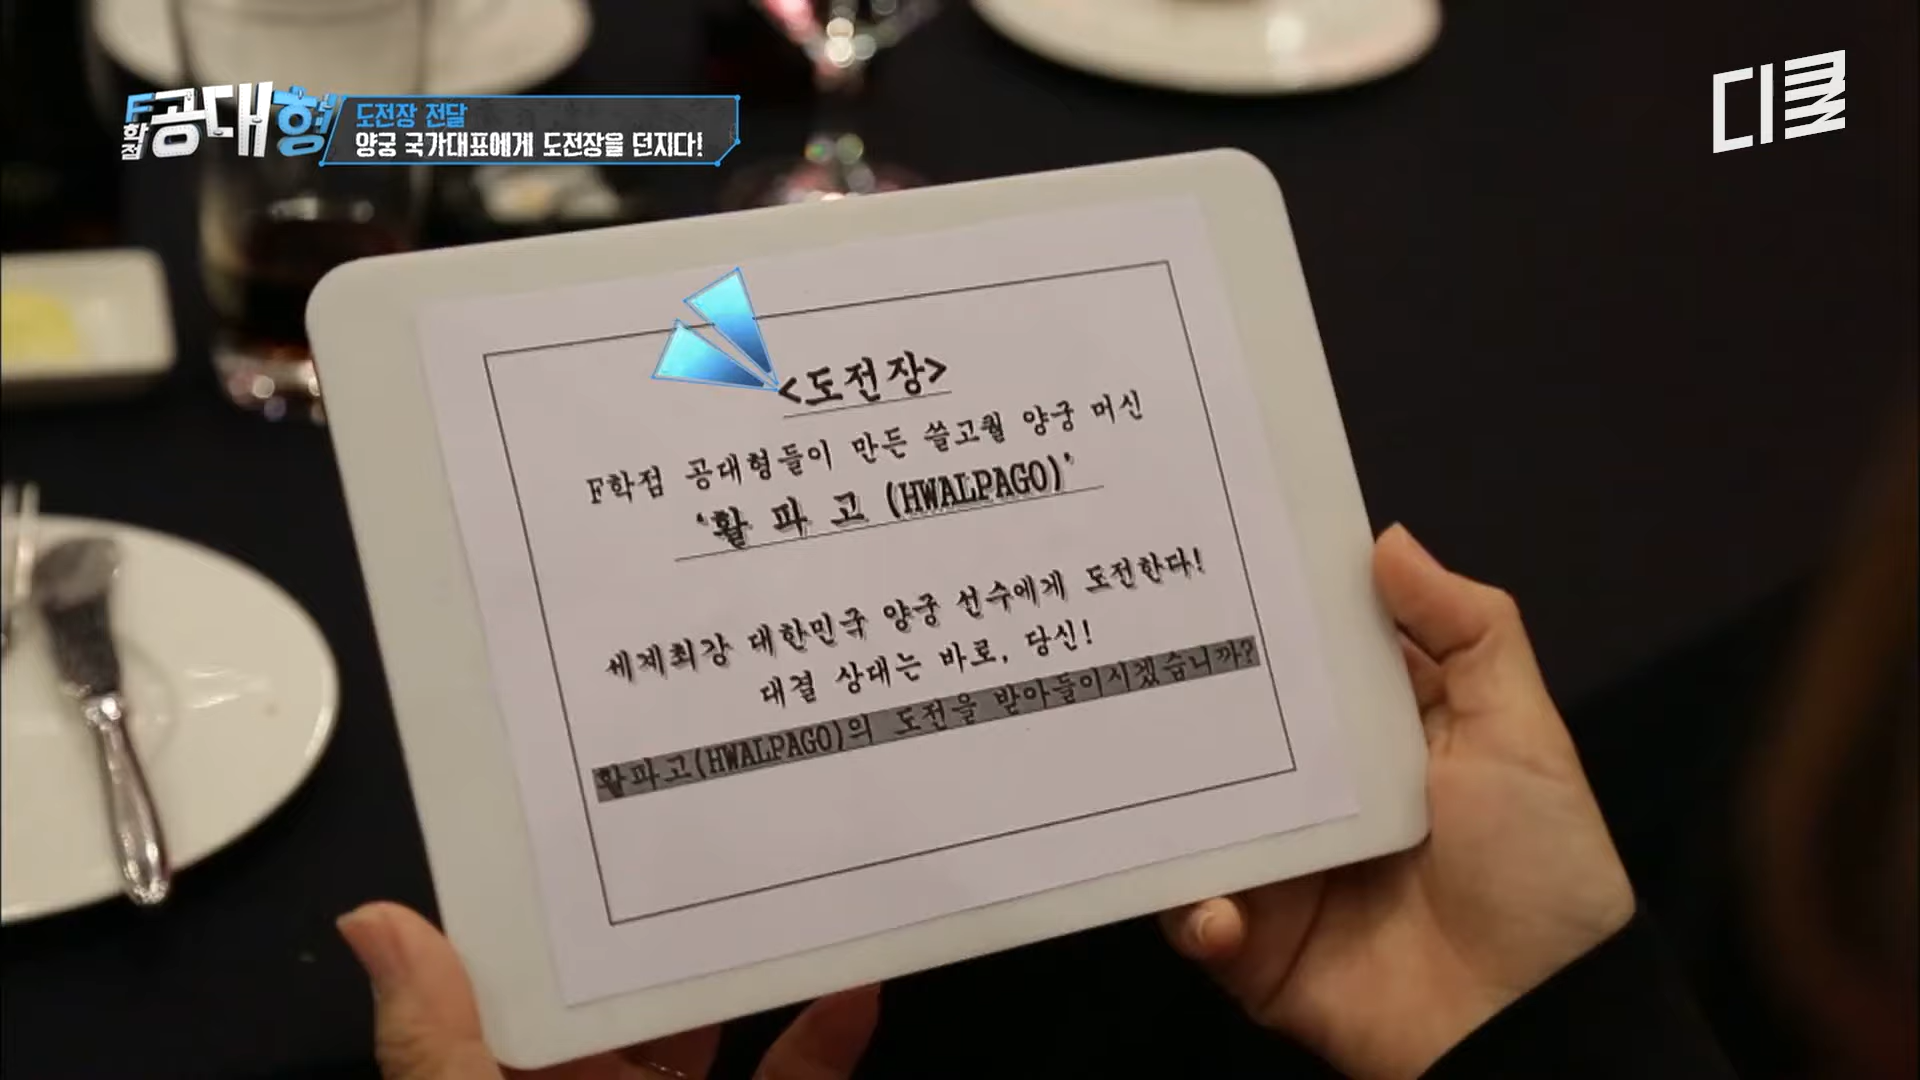 F학점 공대형
도전장 전달
양궁 국가대표에게 도전장을 던지다!
디글
<도전장>
F학점 공대형들이 만든 쓸고퀄 양궁 머신
‘활 파 고 (HWALPAGO)’
세계최강 대한민국 양궁 선수에게 도전한다!
대결 상대는 바로, 당신!
활파고(HWALPAGO)의 도전을 받아들이시겠습니까?